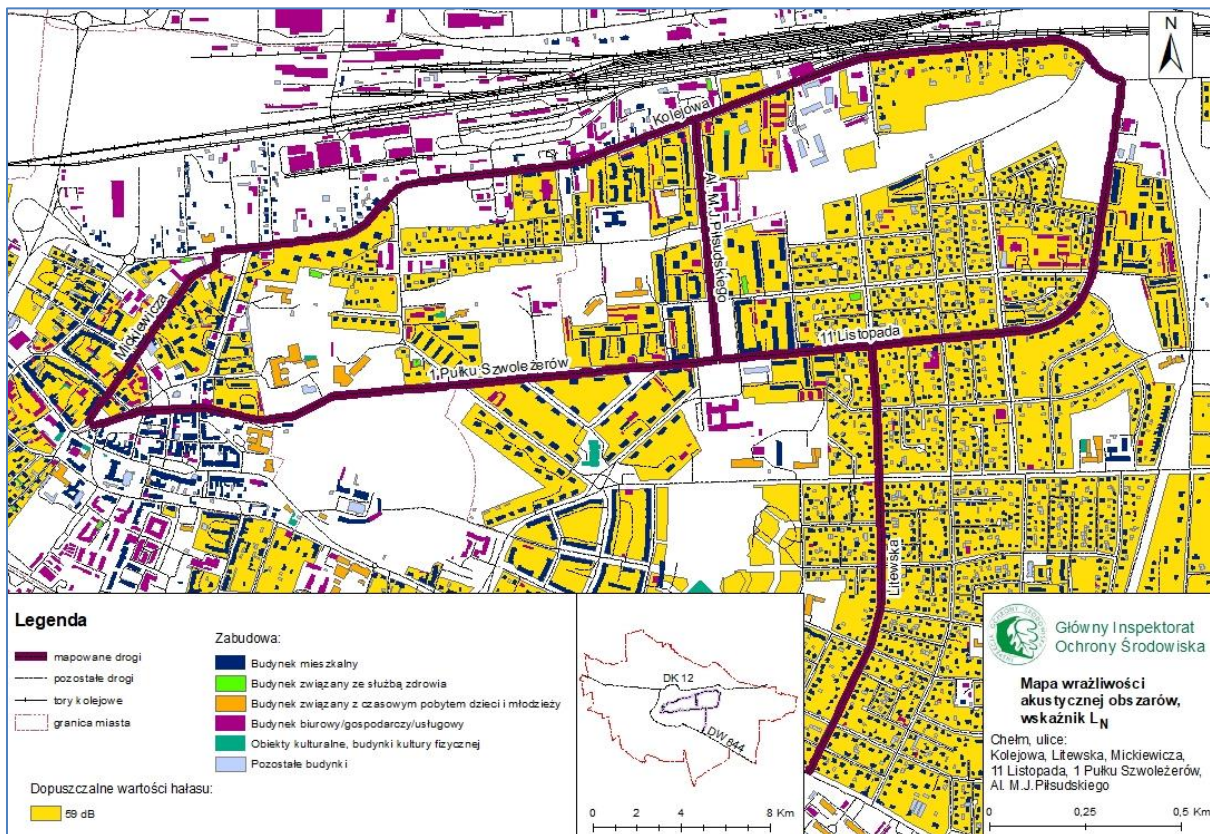 N
Kolejowa
Al. M.J.Piłsudskiego
Mickiewicza
11 Listopada
1 Pułku Szwoleżerów
Litewska
Legenda
mapowane drogi
pozostałe drogi
tory kolejowe
granica miasta
Zabudowa:
Budynek mieszkalny
Budynek związany ze służbą zdrowia
Budynek związany z czasowym pobytem dzieci i młodzieży
Budynek biurowy/gospodarczy/usługowy
Obiekty kulturalne, budynki kultury fizycznej
Pozostałe budynki
Dopuszczalne wartości hałasu:
59 dB
DK 12
DW 844
0 2 4 8 Km
INSPEKCJA OCHRONY ŚRODOWISKA
Główny Inspektorat
Ochrony Środowiska
Mapa wrażliwości
akustycznej obszarów,
wskaźnik LN
Chełm, ulice:
Kolejowa, Litewska, Mickiewicza,
11 Listopada, 1 Pułku Szwoleżerów,
Al. M.J.Piłsudskiego
0 0,25 0,5 Km